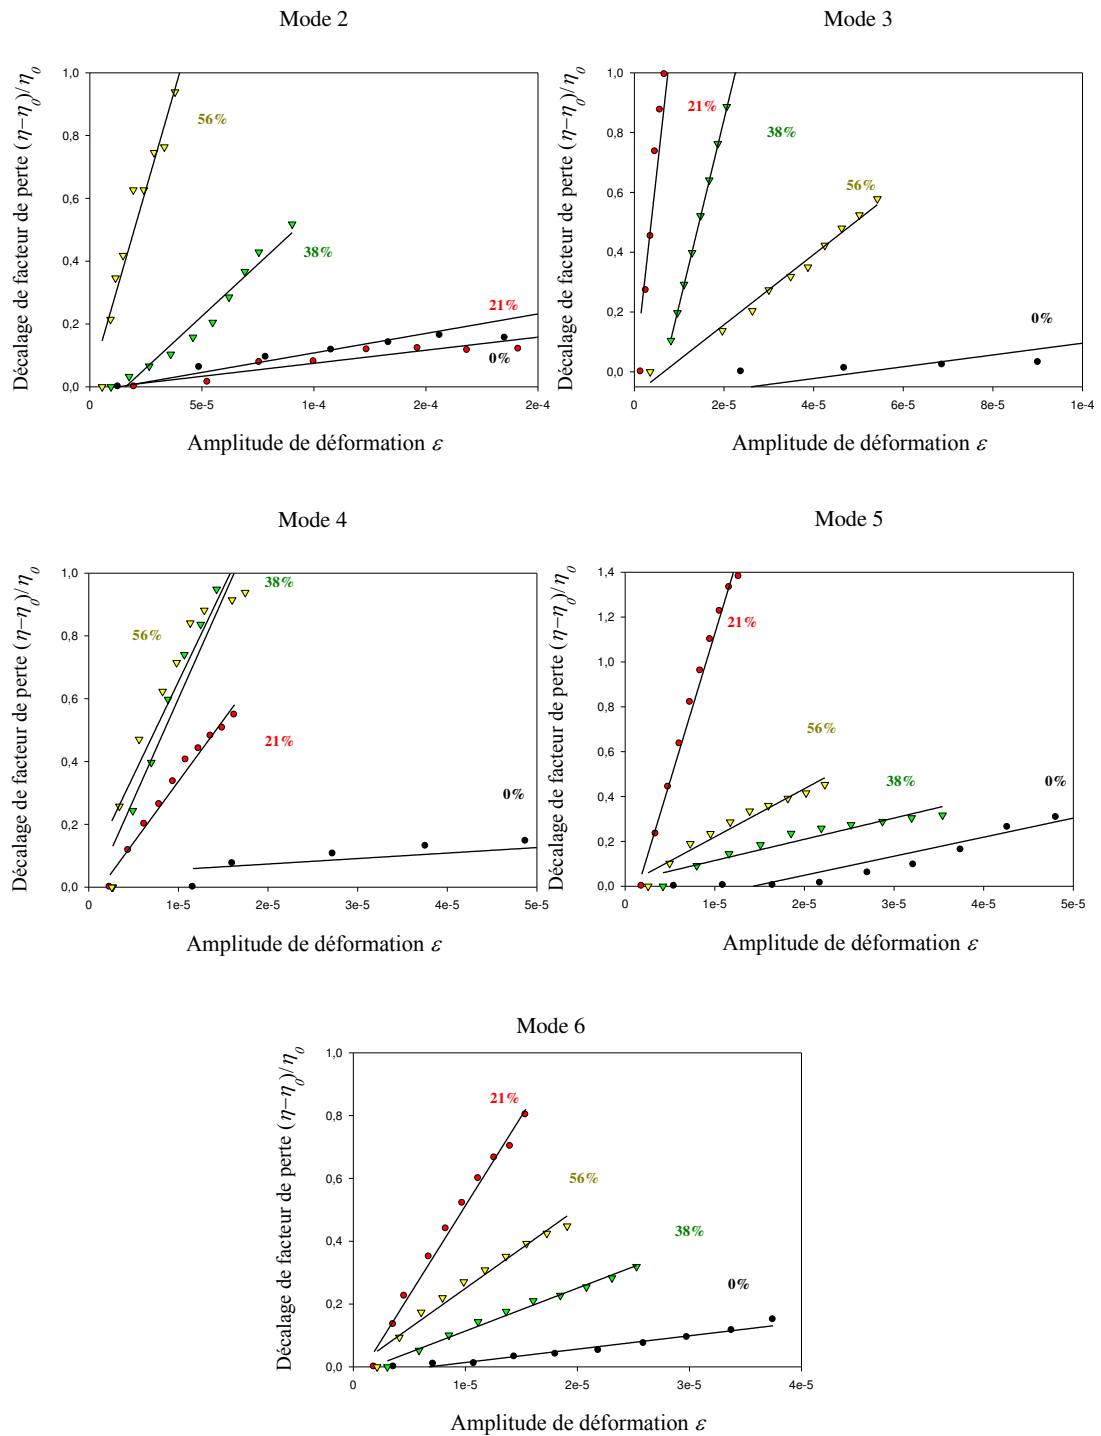 Mode 2
Décalage de facteur de perte (η−η₀)/η₀
1,0
0,8
0,6
0,4
0,2
0,0
56%
38%
21%
0%
0 5e-5 1e-4 2e-4 2e-4
Amplitude de déformation ε
Mode 3
Décalage de facteur de perte (η−η₀)/η₀
1,0
0,8
0,6
0,4
0,2
0,0
21%
38%
56%
0%
0 2e-5 4e-5 6e-5 8e-5 1e-4
Amplitude de déformation ε
Mode 4
Décalage de facteur de perte (η−η₀)/η₀
1,0
0,8
0,6
0,4
0,2
0,0
38%
56%
21%
0%
0 1e-5 2e-5 3e-5 4e-5 5e-5
Amplitude de déformation ε
Mode 5
Décalage de facteur de perte (η−η₀)/η₀
1,4
1,2
1,0
0,8
0,6
0,4
0,2
0,0
21%
56%
38%
0%
0 1e-5 2e-5 3e-5 4e-5 5e-5
Amplitude de déformation ε
Mode 6
Décalage de facteur de perte (η−η₀)/η₀
1,0
0,8
0,6
0,4
0,2
0,0
21%
56%
38%
0%
0 1e-5 2e-5 3e-5 4e-5
Amplitude de déformation ε